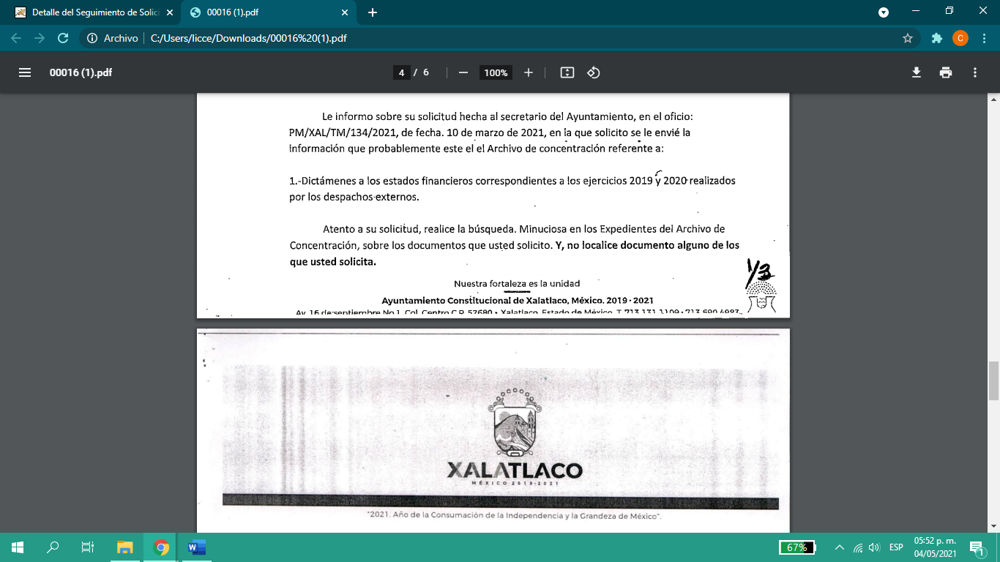 Detalle del Seguimiento de Solici
00016 (1).pdf
Archivo
C:/Users/licce/Downloads/00016%20(1).pdf
C
00016 (1).pdf
4 / 6
100%
Le informo sobre su solicitud hecha al secretario del Ayuntamiento, en el oficio:
PM/XAL/TM/134/2021, de fecha. 10 de marzo de 2021, en la que solicito se le envié la
información que probablemente este el el Archivo de concentración referente a:
1.-Dictámenes a los estados financieros correspondientes a los ejercicios 2019 y 2020 realizados
por los despachos externos.
Atento a su solicitud, realice la búsqueda. Minuciosa en los Expedientes del Archivo de
Concentración, sobre los documentos que usted solicito. Y, no localice documento alguno de los
que usted solicita.
1/3
Nuestra fortaleza es la unidad
Ayuntamiento Constitucional de Xalatlaco, México. 2019 · 2021
Av. 16 de septiembre No.1, Col. Centro C.P. 52680 • Xalatlaco, Estado de México. T. 713 131 1109 • 713 690 4983
XALATLACO
MÉXICO 2019-2021
"2021. Año de la Consumación de la Independencia y la Grandeza de México".
67%
ESP
05:52 p. m.
04/05/2021
1